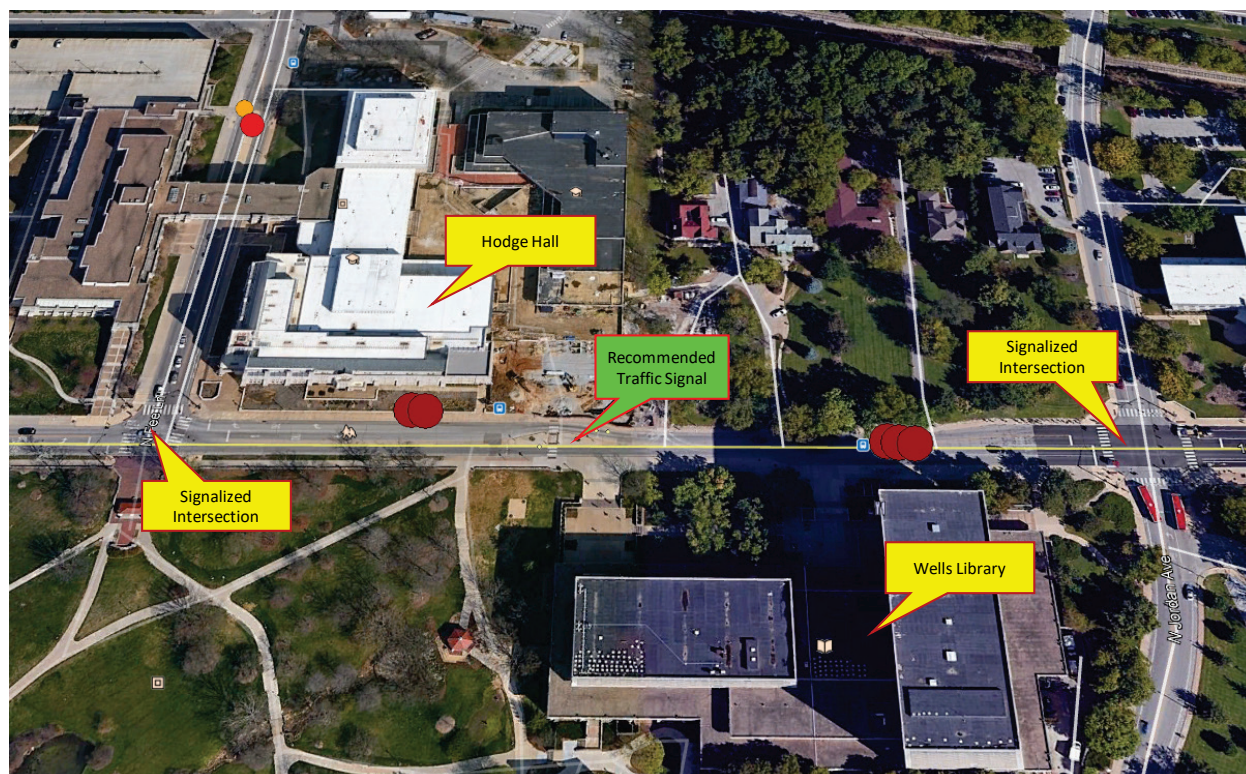 Hodge Hall
Recommended
Traffic Signal
Signalized
Intersection
Signalized
Intersection
Wells Library
N Jordan Ave